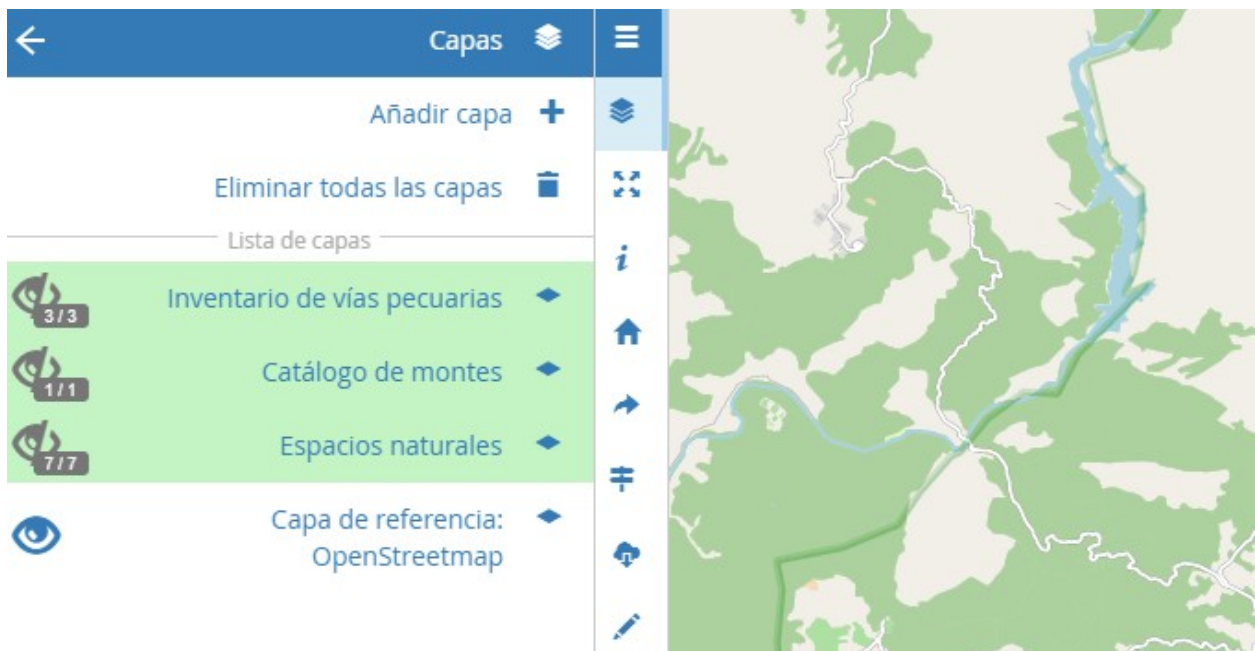 Capas
Añadir capa
Eliminar todas las capas
Lista de capas
Inventario de vías pecuarias
3/3
Catálogo de montes
1/1
Espacios naturales
7/7
Capa de referencia:
OpenStreetmap